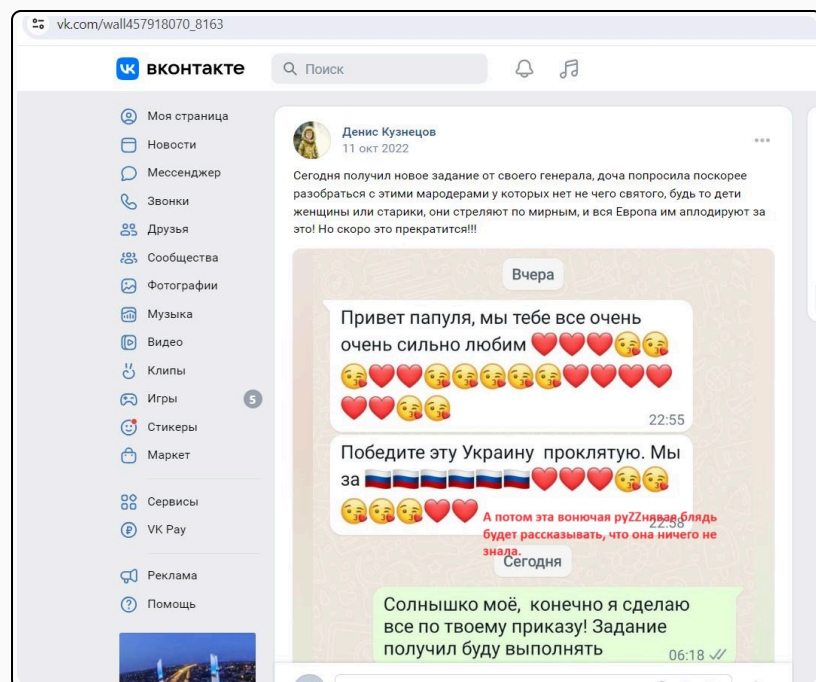 vk.com/wall457918070_8163
вконтакте
Поиск
Моя страница
Новости
Мессенджер
Звонки
Друзья
Сообщества
Фотографии
Музыка
Видео
Клипы
Игры 5
Стикеры
Маркет
Сервисы
VK Pay
Реклама
Помощь
Денис Кузнецов
11 окт 2022
Сегодня получил новое задание от своего генерала, доча попросила поскорее
разобраться с этими мародерами у которых нет не чего святого, будь то дети
женщины или старики, они стреляют по мирным, и вся Европа им аплодируют за
это! Но скоро это прекратится!!!
Вчера
Привет папуля, мы тебе все очень
очень сильно любим ❤️❤️❤️😘😘
😘❤️❤️😘😘😘😘😘❤️❤️❤️❤️
❤️❤️😘😘
22:55
Победите эту Украину проклятую. Мы
за 🇷🇺🇷🇺🇷🇺🇷🇺🇷🇺🇷🇺❤️❤️❤️😘😘
😘😘😘❤️❤️
22:58
А потом эта вонючая руZZнявая блядь
будет рассказывать, что она ничего не
знала.
Сегодня
Солнышко моё, конечно я сделаю
все по твоему приказу! Задание
получил буду выполнять
06:18